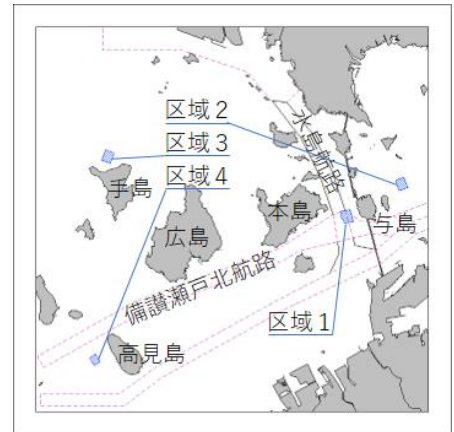 区域2
区域3
区域4
水島航路
手島
広島
本島
与島
備讃瀬戸北航路
区域1
高見島